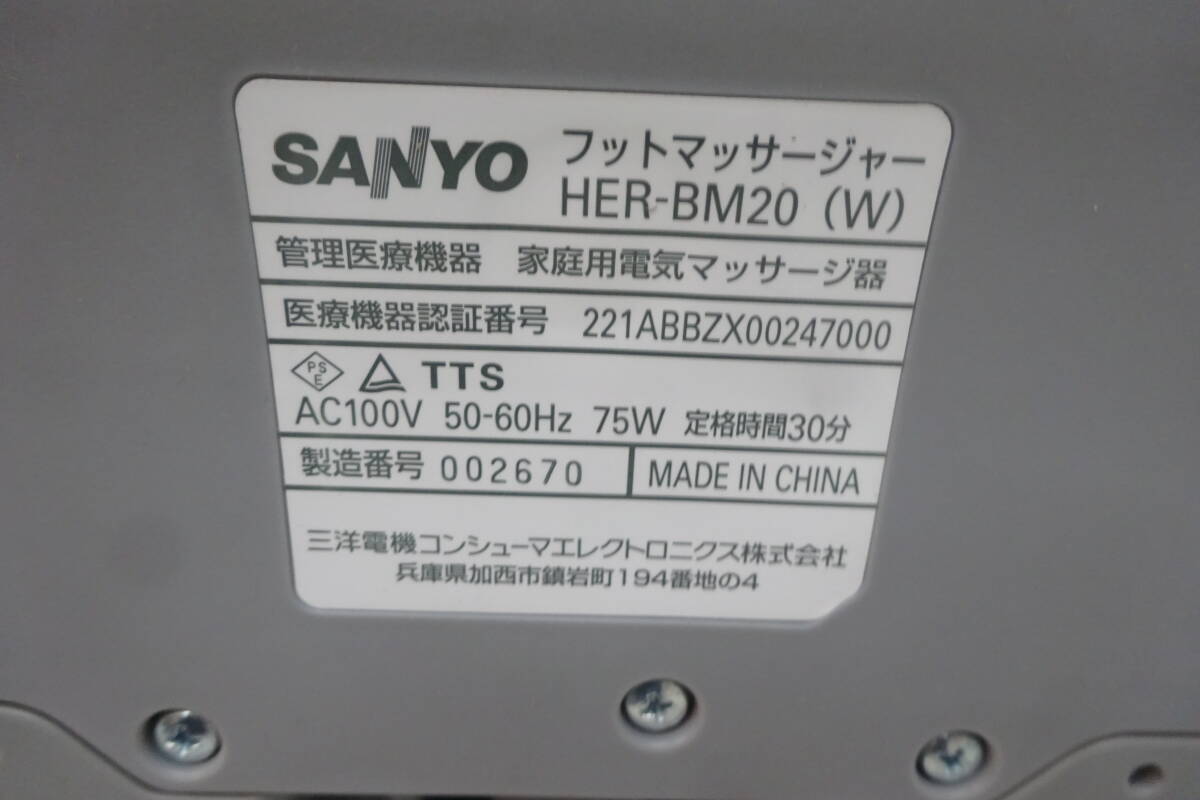 SANYO フットマッサージャー
HER-BM20 (W)
管理医療機器 家庭用電気マッサージ器
医療機器認証番号 221ABBZX00247000
PSE TTS
AC100V 50-60Hz 75W 定格時間30分
製造番号 002670 MADE IN CHINA
三洋電機コンシューマエレクトロニクス株式会社
兵庫県加西市鎮岩町194番地の4